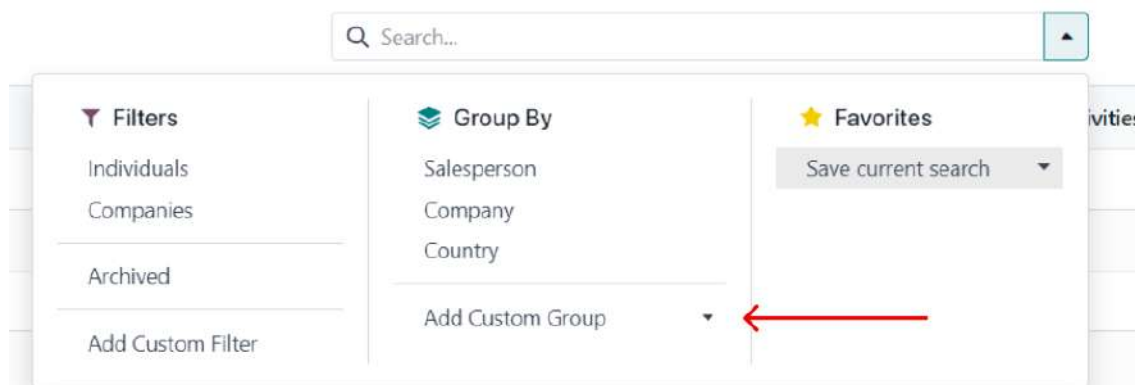 Search...
Filters
Individuals
Companies
Archived
Add Custom Filter
Group By
Salesperson
Company
Country
Add Custom Group
Favorites
Save current search